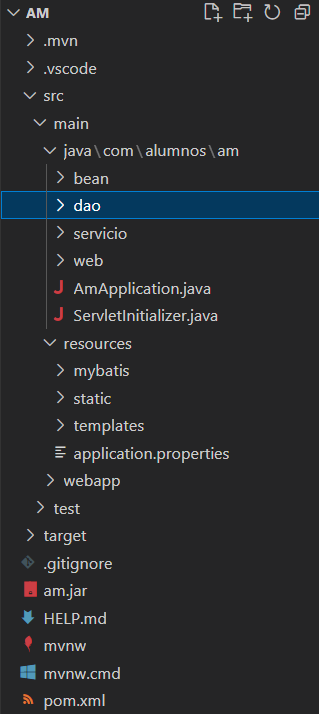 AM
.mvn
.vscode
src
main
java\com\alumnos\am
bean
dao
servicio
web
AmApplication.java
ServletInitializer.java
resources
mybatis
static
templates
application.properties
webapp
test
target
.gitignore
am.jar
HELP.md
mvnw
mvnw.cmd
pom.xml